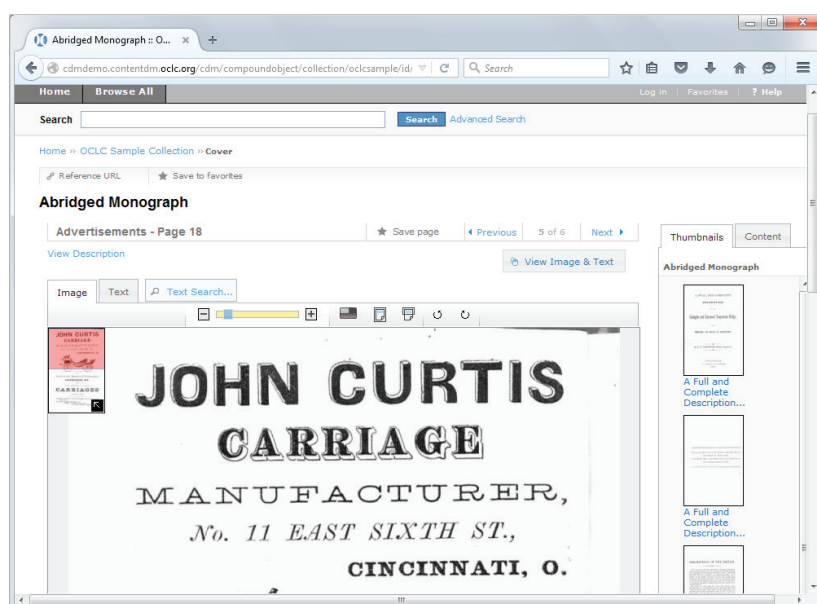 Abridged Monograph :: O...
cdmdemo.contentdm.oclc.org/cdm/compoundobject/collection/oclcsample/id/
Search
Home Browse All
Log in Favorites ? Help
Search Search Advanced Search
Home » OCLC Sample Collection » Cover
Reference URL Save to favorites
Abridged Monograph
Advertisements - Page 18 Save page Previous 5 of 6 Next
View Description
View Image & Text
Image Text Text Search...
JOHN CURTIS
CARRIAGE
MANUFACTURER,
No. 11 EAST SIXTH ST.,
CINCINNATI, O.
Thumbnails Content
Abridged Monograph
A Full and
Complete
Description...
A Full and
Complete
Description...
JOHN CURTIS
CARRIAGE
CARRIAGES